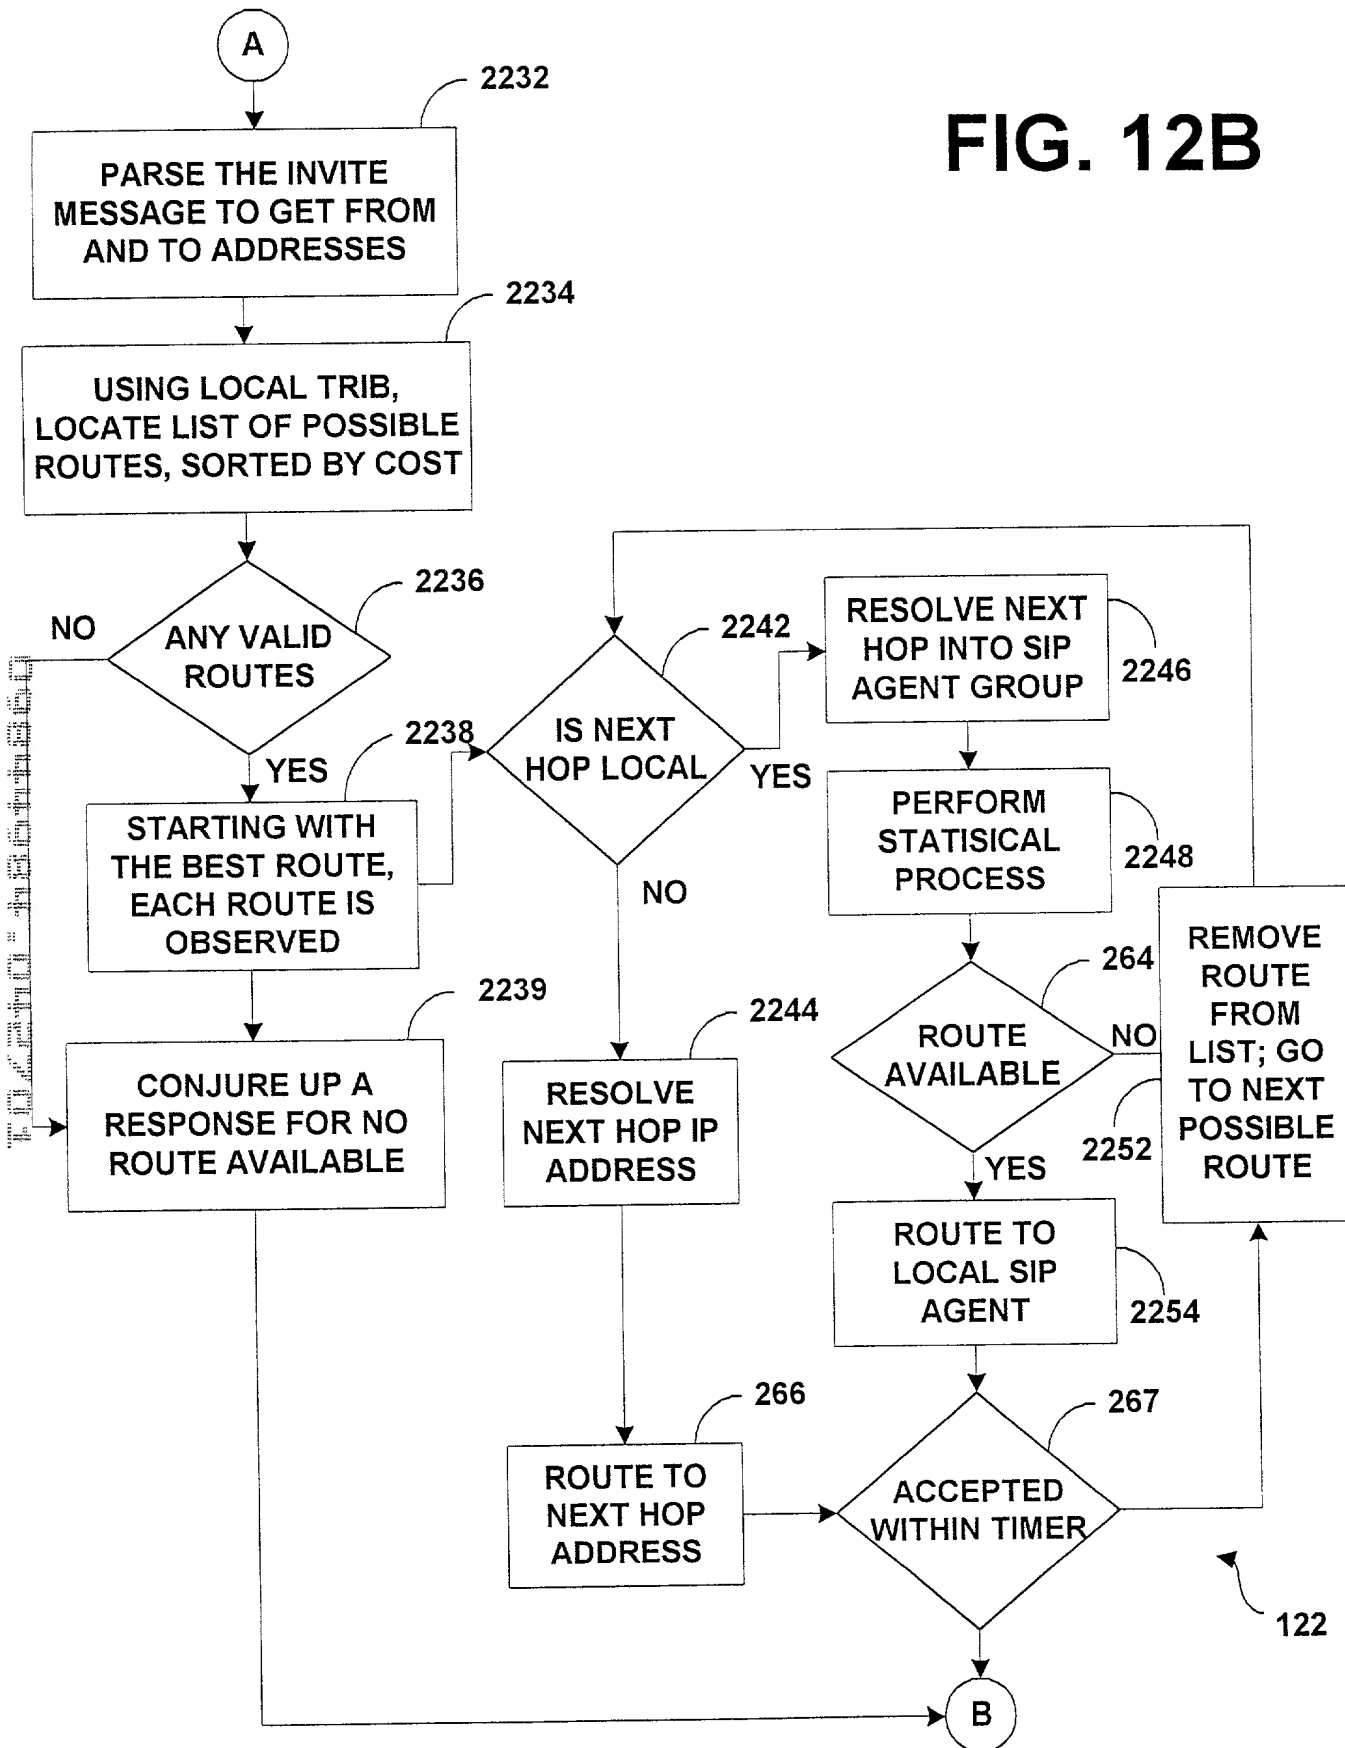 A
2232
FIG. 12B
PARSE THE INVITE
MESSAGE TO GET FROM
AND TO ADDRESSES
2234
USING LOCAL TRIB,
LOCATE LIST OF POSSIBLE
ROUTES, SORTED BY COST
2236
NO
ANY VALID
ROUTES
YES
2238
STARTING WITH
THE BEST ROUTE,
EACH ROUTE IS
OBSERVED
2239
CONJURE UP A
RESPONSE FOR NO
ROUTE AVAILABLE
2242
IS NEXT
HOP LOCAL
YES
NO
2244
RESOLVE
NEXT HOP IP
ADDRESS
266
ROUTE TO
NEXT HOP
ADDRESS
RESOLVE NEXT
HOP INTO SIP
AGENT GROUP
2246
PERFORM
STATISICAL
PROCESS
2248
264
ROUTE
AVAILABLE
NO
YES
2252
REMOVE
ROUTE
FROM
LIST; GO
TO NEXT
POSSIBLE
ROUTE
ROUTE TO
LOCAL SIP
AGENT
2254
267
ACCEPTED
WITHIN TIMER
122
B